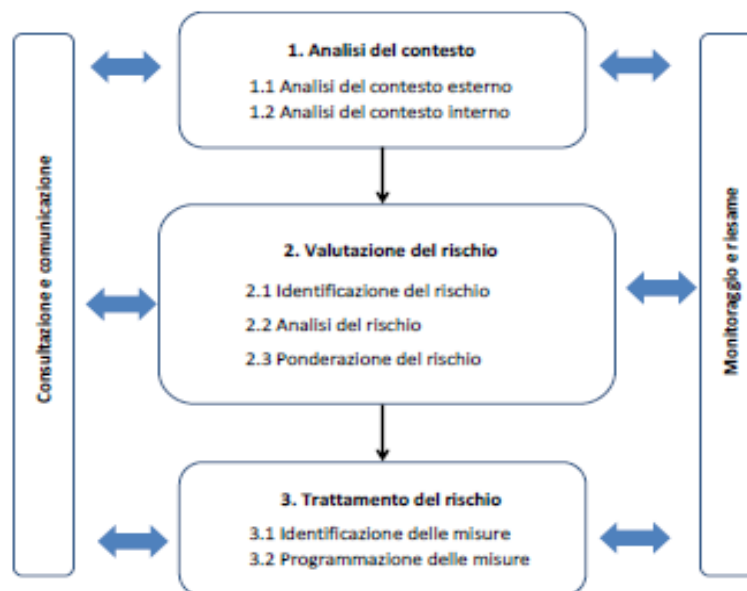 Consultazione e comunicazione
1. Analisi del contesto
1.1 Analisi del contesto esterno
1.2 Analisi del contesto interno
2. Valutazione del rischio
2.1 Identificazione del rischio
2.2 Analisi del rischio
2.3 Ponderazione del rischio
3. Trattamento del rischio
3.1 Identificazione delle misure
3.2 Programmazione delle misure
Monitoraggio e riesame